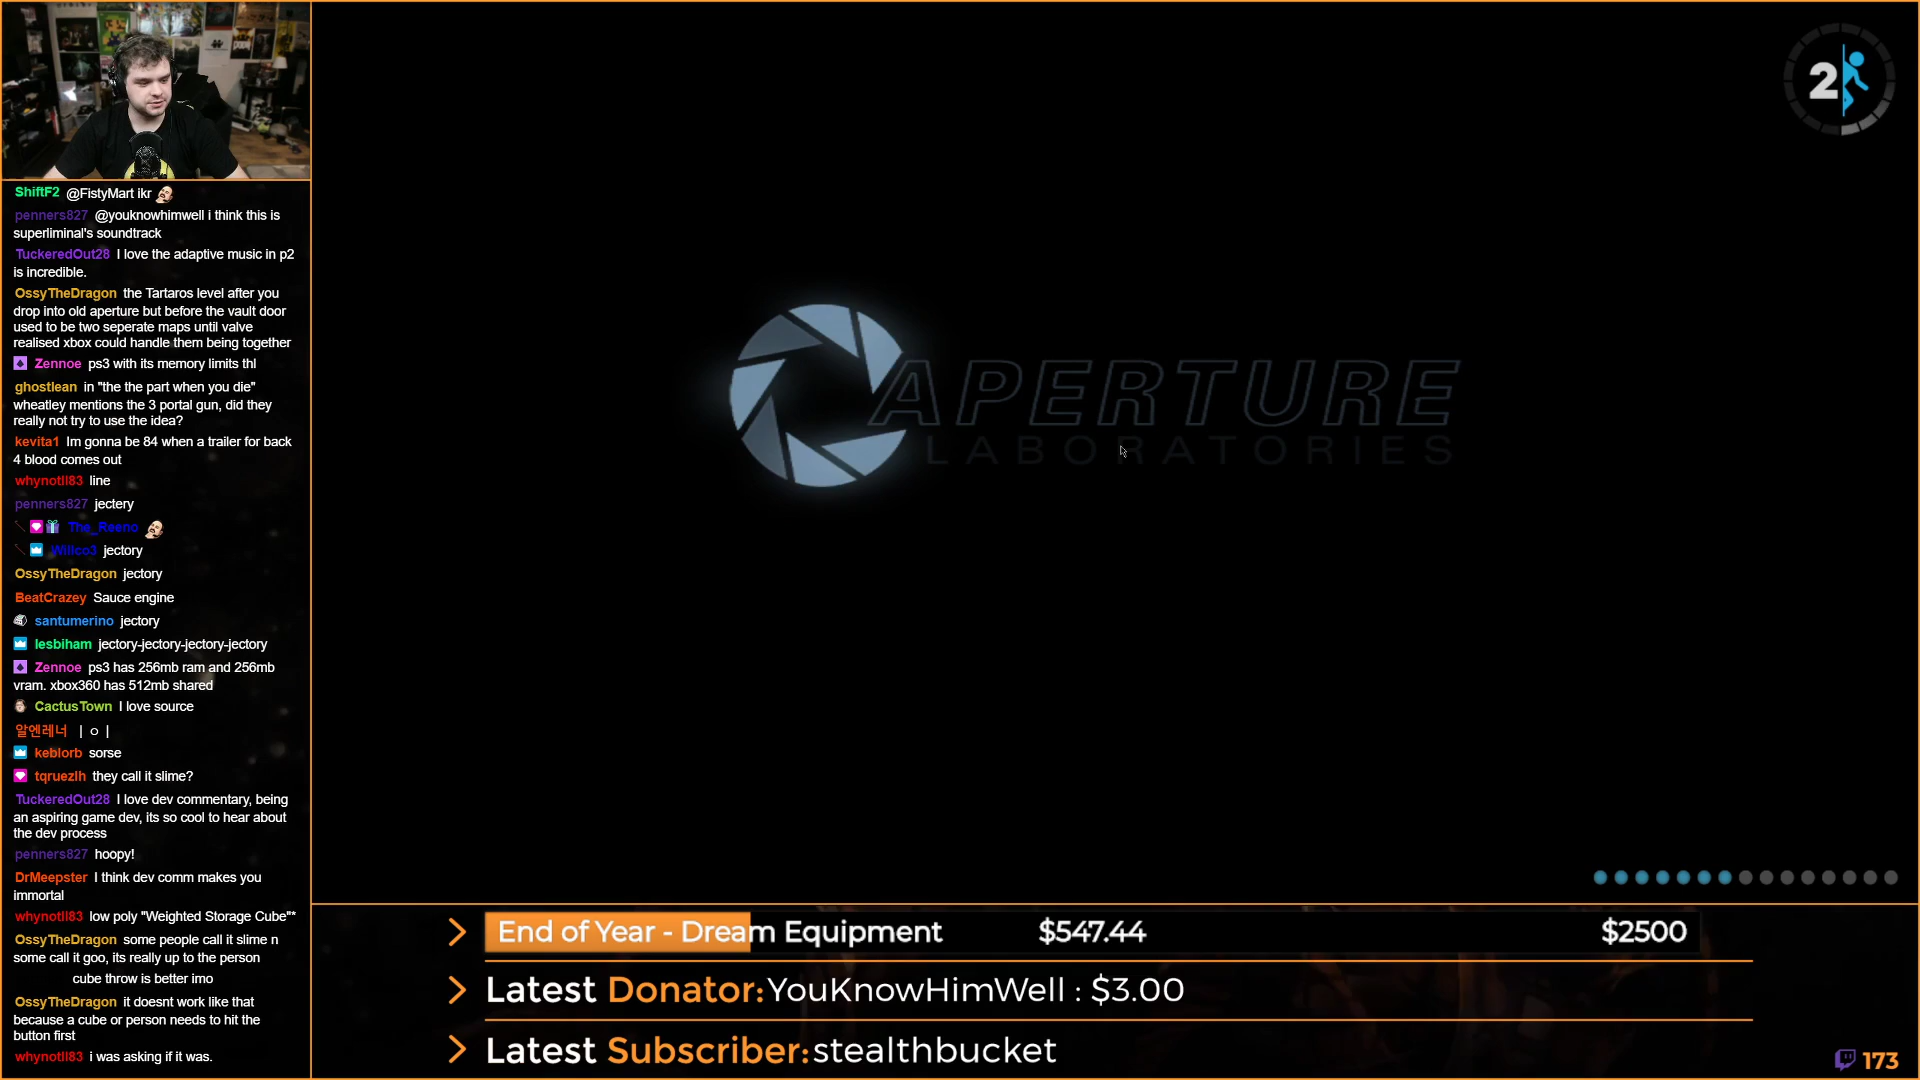 ShiftF2 @FistyMart ikr
penners827 @youknowhimwell i think this is
superliminal's soundtrack
TuckeredOut28 I love the adaptive music in p2
is incredible.
OssyTheDragon the Tartaros level after you
drop into old aperture but before the vault door
used to be two seperate maps until valve
realised xbox could handle them being together
Zennoe ps3 with its memory limits thl
ghostlean in "the the part when you die"
wheatley mentions the 3 portal gun, did they
really not try to use the idea?
kevita1 Im gonna be 84 when a trailer for back
4 blood comes out
whynotll83 line
penners827 jectery
The_Reeno
Willco3 jectory
OssyTheDragon jectory
BeatCrazey Sauce engine
santumerino jectory
lesbiham jectory-jectory-jectory-jectory
Zennoe ps3 has 256mb ram and 256mb
vram. xbox360 has 512mb shared
CactusTown I love source
알엔레너 | ㅇ |
keblorb sorse
tqruezlh they call it slime?
TuckeredOut28 I love dev commentary, being
an aspiring game dev, its so cool to hear about
the dev process
penners827 hoopy!
DrMeepster I think dev comm makes you
immortal
whynotll83 low poly "Weighted Storage Cube"*
OssyTheDragon some people call it slime n
some call it goo, its really up to the person
cube throw is better imo
OssyTheDragon it doesnt work like that
because a cube or person needs to hit the
button first
whynotll83 i was asking if it was.
2
APERTURE
LABORATORIES
End of Year - Dream Equipment $547.44 $2500
Latest Donator: YouKnowHimWell : $3.00
Latest Subscriber: stealthbucket
173